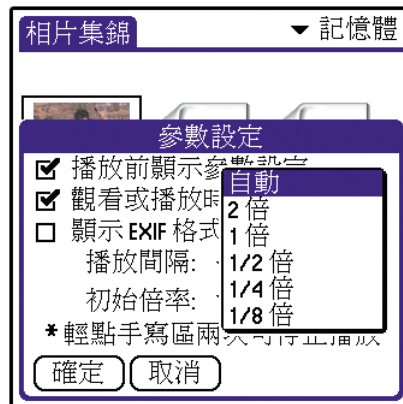 相片集錦
記憶體
參數設定
播放前顯示參數設定
觀看或播放時
顯示 EXIF 格式
播放間隔:
初始倍率:
自動
2 倍
1 倍
1/2 倍
1/4 倍
1/8 倍
*輕點手寫區兩次可停止播放
確定
取消